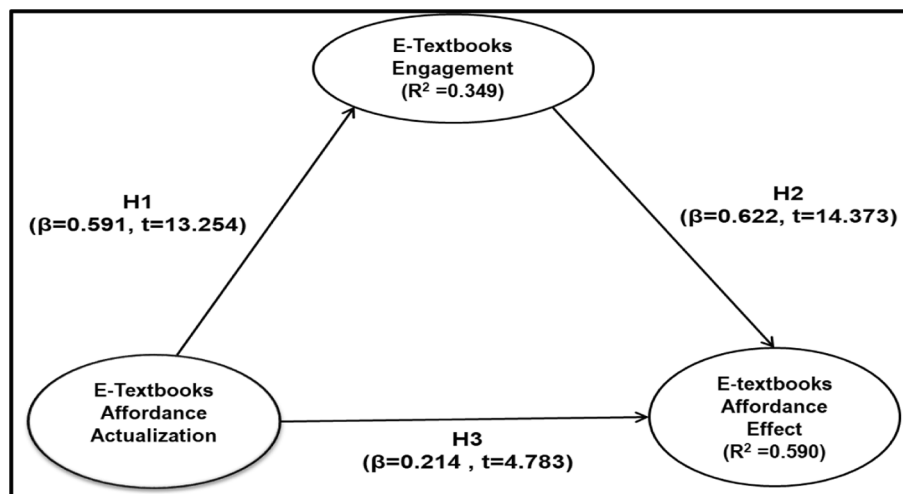 E-Textbooks
Engagement
(R² =0.349)
H1
(β=0.591, t=13.254)
H2
(β=0.622, t=14.373)
E-Textbooks
Affordance
Actualization
H3
(β=0.214 , t=4.783)
E-textbooks
Affordance
Effect
(R² =0.590)